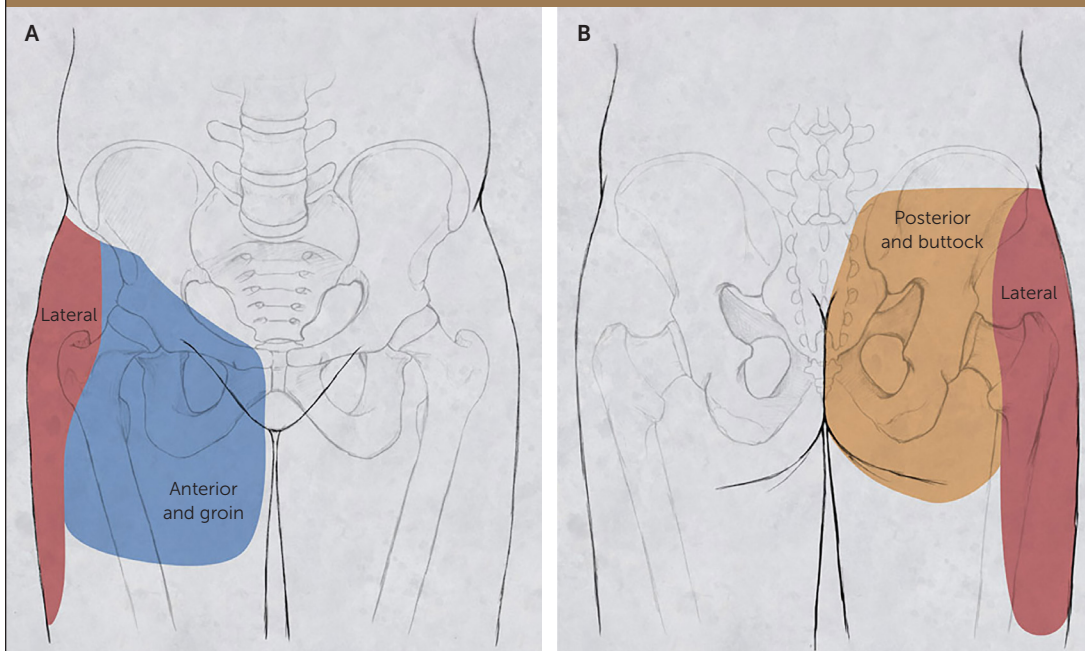 A
Lateral
Anterior
and groin
B
Posterior
and buttock
Lateral